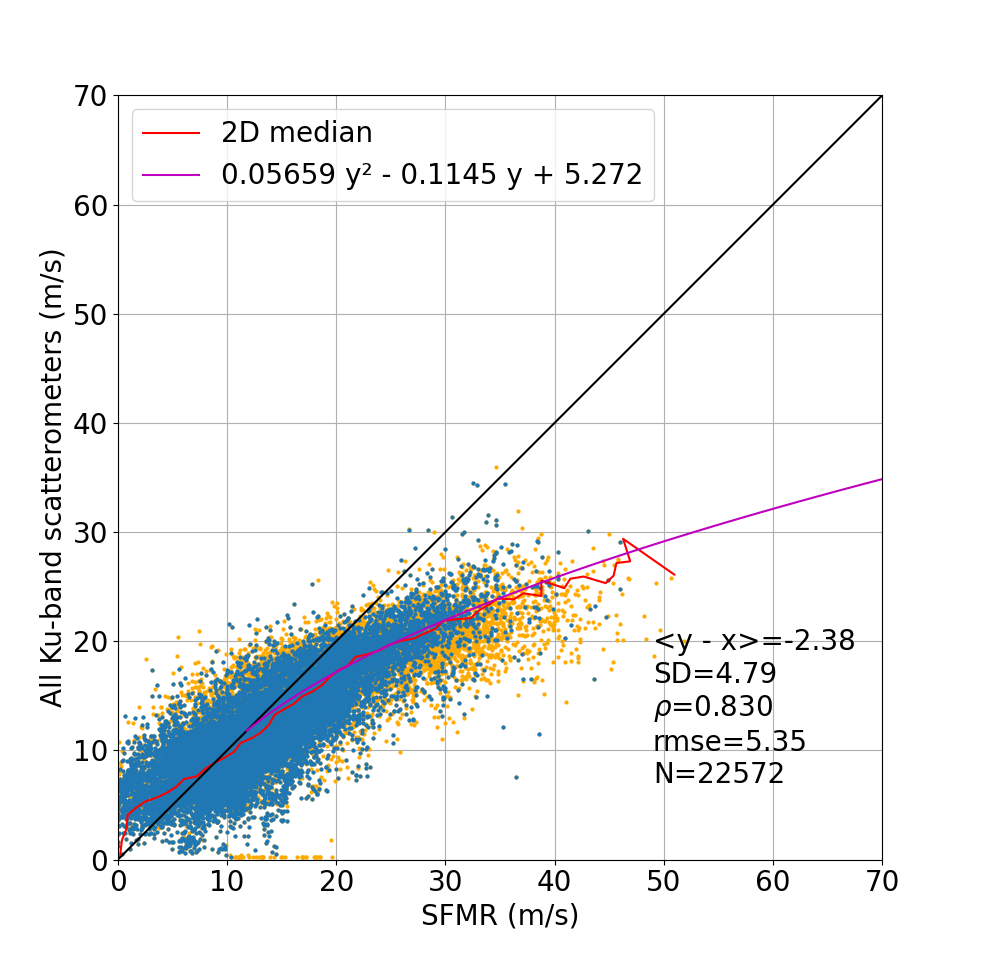 2D median
0.05659 y² - 0.1145 y + 5.272
70
60
50
40
30
20
10
0
All Ku-band scatterometers (m/s)
<y - x>=-2.38
SD=4.79
ρ=0.830
rmse=5.35
N=22572
0 10 20 30 40 50 60 70
SFMR (m/s)